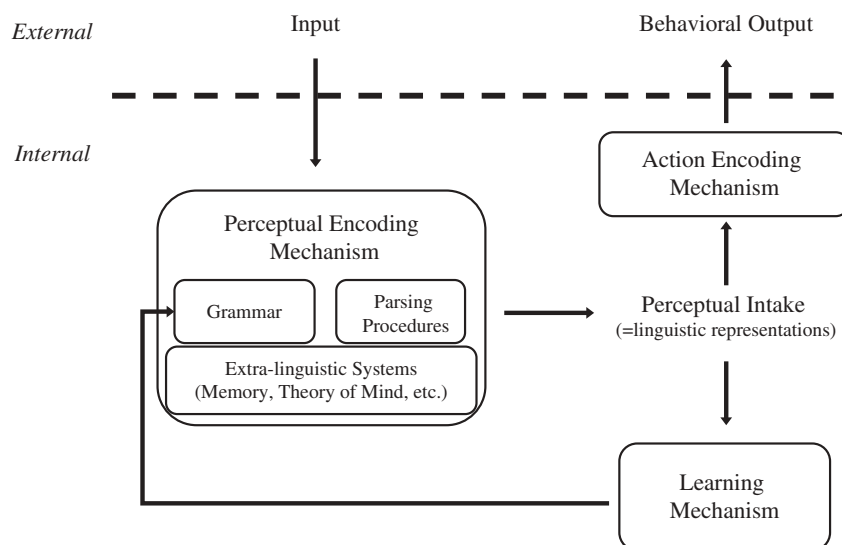 External
Input
Behavioral Output
Internal
Action Encoding
Mechanism
Perceptual Encoding
Mechanism
Grammar
Parsing
Procedures
Extra-linguistic Systems
(Memory, Theory of Mind, etc.)
Perceptual Intake
(=linguistic representations)
Learning
Mechanism